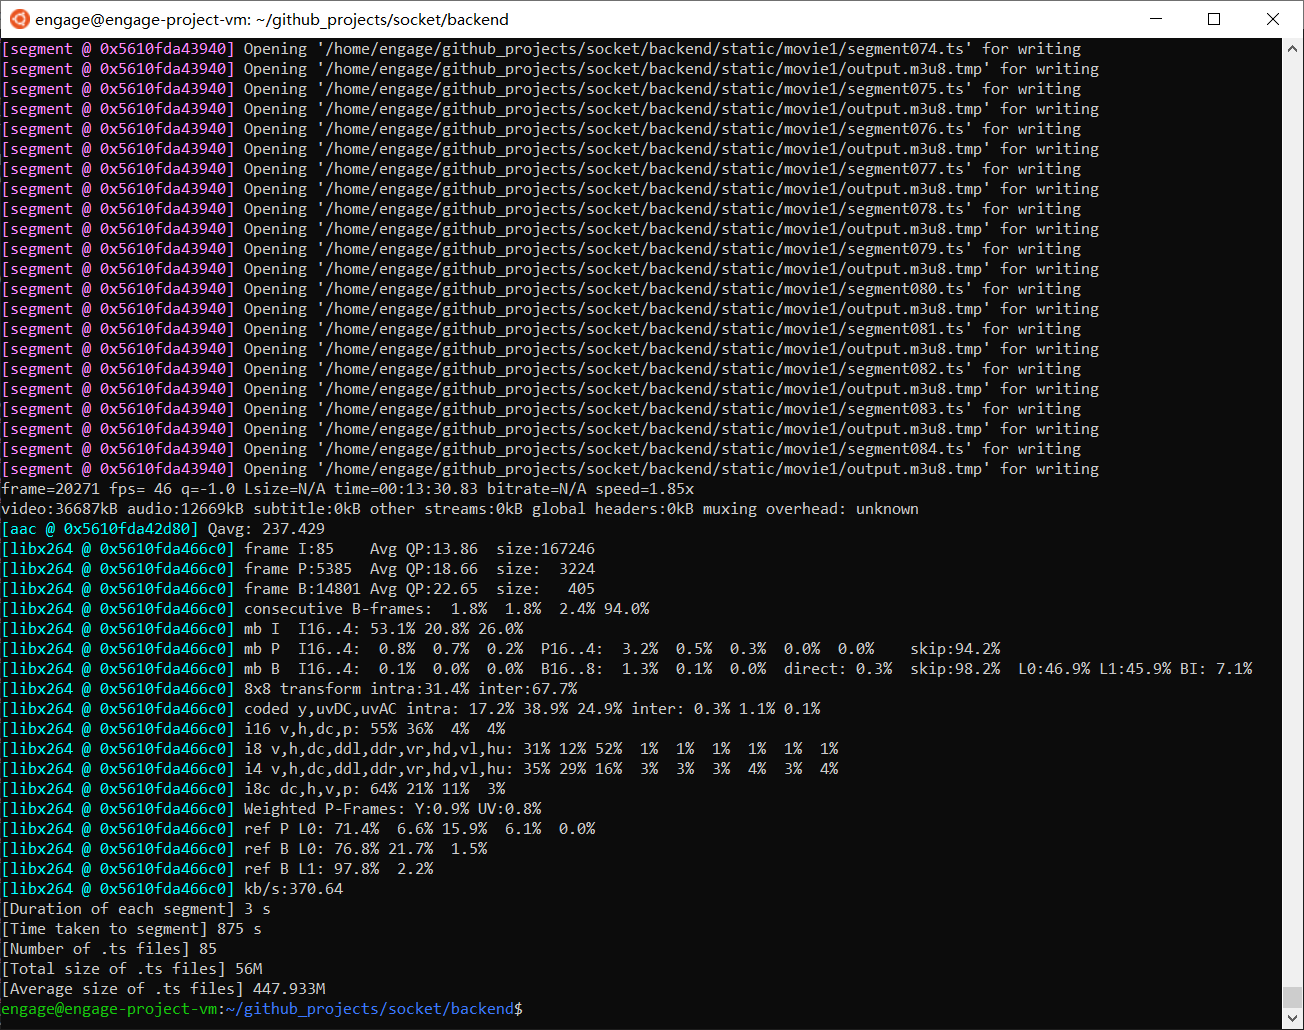 engage@engage-project-vm: ~/github_projects/socket/backend
[segment @ 0x5610fda43940] Opening '/home/engage/github_projects/socket/backend/static/movie1/segment074.ts' for writing
[segment @ 0x5610fda43940] Opening '/home/engage/github_projects/socket/backend/static/movie1/output.m3u8.tmp' for writing
[segment @ 0x5610fda43940] Opening '/home/engage/github_projects/socket/backend/static/movie1/segment075.ts' for writing
[segment @ 0x5610fda43940] Opening '/home/engage/github_projects/socket/backend/static/movie1/output.m3u8.tmp' for writing
[segment @ 0x5610fda43940] Opening '/home/engage/github_projects/socket/backend/static/movie1/segment076.ts' for writing
[segment @ 0x5610fda43940] Opening '/home/engage/github_projects/socket/backend/static/movie1/output.m3u8.tmp' for writing
[segment @ 0x5610fda43940] Opening '/home/engage/github_projects/socket/backend/static/movie1/segment077.ts' for writing
[segment @ 0x5610fda43940] Opening '/home/engage/github_projects/socket/backend/static/movie1/output.m3u8.tmp' for writing
[segment @ 0x5610fda43940] Opening '/home/engage/github_projects/socket/backend/static/movie1/segment078.ts' for writing
[segment @ 0x5610fda43940] Opening '/home/engage/github_projects/socket/backend/static/movie1/output.m3u8.tmp' for writing
[segment @ 0x5610fda43940] Opening '/home/engage/github_projects/socket/backend/static/movie1/segment079.ts' for writing
[segment @ 0x5610fda43940] Opening '/home/engage/github_projects/socket/backend/static/movie1/output.m3u8.tmp' for writing
[segment @ 0x5610fda43940] Opening '/home/engage/github_projects/socket/backend/static/movie1/segment080.ts' for writing
[segment @ 0x5610fda43940] Opening '/home/engage/github_projects/socket/backend/static/movie1/output.m3u8.tmp' for writing
[segment @ 0x5610fda43940] Opening '/home/engage/github_projects/socket/backend/static/movie1/segment081.ts' for writing
[segment @ 0x5610fda43940] Opening '/home/engage/github_projects/socket/backend/static/movie1/output.m3u8.tmp' for writing
[segment @ 0x5610fda43940] Opening '/home/engage/github_projects/socket/backend/static/movie1/segment082.ts' for writing
[segment @ 0x5610fda43940] Opening '/home/engage/github_projects/socket/backend/static/movie1/output.m3u8.tmp' for writing
[segment @ 0x5610fda43940] Opening '/home/engage/github_projects/socket/backend/static/movie1/segment083.ts' for writing
[segment @ 0x5610fda43940] Opening '/home/engage/github_projects/socket/backend/static/movie1/output.m3u8.tmp' for writing
[segment @ 0x5610fda43940] Opening '/home/engage/github_projects/socket/backend/static/movie1/segment084.ts' for writing
[segment @ 0x5610fda43940] Opening '/home/engage/github_projects/socket/backend/static/movie1/output.m3u8.tmp' for writing
frame=20271 fps= 46 q=-1.0 Lsize=N/A time=00:13:30.83 bitrate=N/A speed=1.85x
video:36687kB audio:12669kB subtitle:0kB other streams:0kB global headers:0kB muxing overhead: unknown
[aac @ 0x5610fda42d80] Qavg: 237.429
[libx264 @ 0x5610fda466c0] frame I:85    Avg QP:13.86  size:167246
[libx264 @ 0x5610fda466c0] frame P:5385  Avg QP:18.66  size:  3224
[libx264 @ 0x5610fda466c0] frame B:14801 Avg QP:22.65  size:   405
[libx264 @ 0x5610fda466c0] consecutive B-frames:  1.8%  1.8%  2.4% 94.0%
[libx264 @ 0x5610fda466c0] mb I  I16..4: 53.1% 20.8% 26.0%
[libx264 @ 0x5610fda466c0] mb P  I16..4:  0.8%  0.7%  0.2%  P16..4:  3.2%  0.5%  0.3%  0.0%  0.0%    skip:94.2%
[libx264 @ 0x5610fda466c0] mb B  I16..4:  0.1%  0.0%  0.0%  B16..8:  1.3%  0.1%  0.0%  direct: 0.3%  skip:98.2%  L0:46.9% L1:45.9% BI: 7.1%
[libx264 @ 0x5610fda466c0] 8x8 transform intra:31.4% inter:67.7%
[libx264 @ 0x5610fda466c0] coded y,uvDC,uvAC intra: 17.2% 38.9% 24.9% inter: 0.3% 1.1% 0.1%
[libx264 @ 0x5610fda466c0] i16 v,h,dc,p: 55% 36%  4%  4%
[libx264 @ 0x5610fda466c0] i8 v,h,dc,ddl,ddr,vr,hd,vl,hu: 31% 12% 52%  1%  1%  1%  1%  1%  1%
[libx264 @ 0x5610fda466c0] i4 v,h,dc,ddl,ddr,vr,hd,vl,hu: 35% 29% 16%  3%  3%  3%  4%  3%  4%
[libx264 @ 0x5610fda466c0] i8c dc,h,v,p: 64% 21% 11%  3%
[libx264 @ 0x5610fda466c0] Weighted P-Frames: Y:0.9% UV:0.8%
[libx264 @ 0x5610fda466c0] ref P L0: 71.4%  6.6% 15.9%  6.1%  0.0%
[libx264 @ 0x5610fda466c0] ref B L0: 76.8% 21.7%  1.5%
[libx264 @ 0x5610fda466c0] ref B L1: 97.8%  2.2%
[libx264 @ 0x5610fda466c0] kb/s:370.64
[Duration of each segment] 3 s
[Time taken to segment] 875 s
[Number of .ts files] 85
[Total size of .ts files] 56M
[Average size of .ts files] 447.933M
engage@engage-project-vm:~/github_projects/socket/backend$